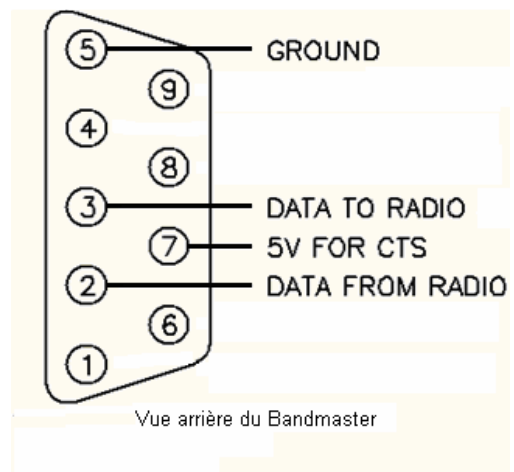 5 GROUND
9
4
8
3 DATA TO RADIO
7 5V FOR CTS
2 DATA FROM RADIO
6
1
Vue arrière du Bandmaster